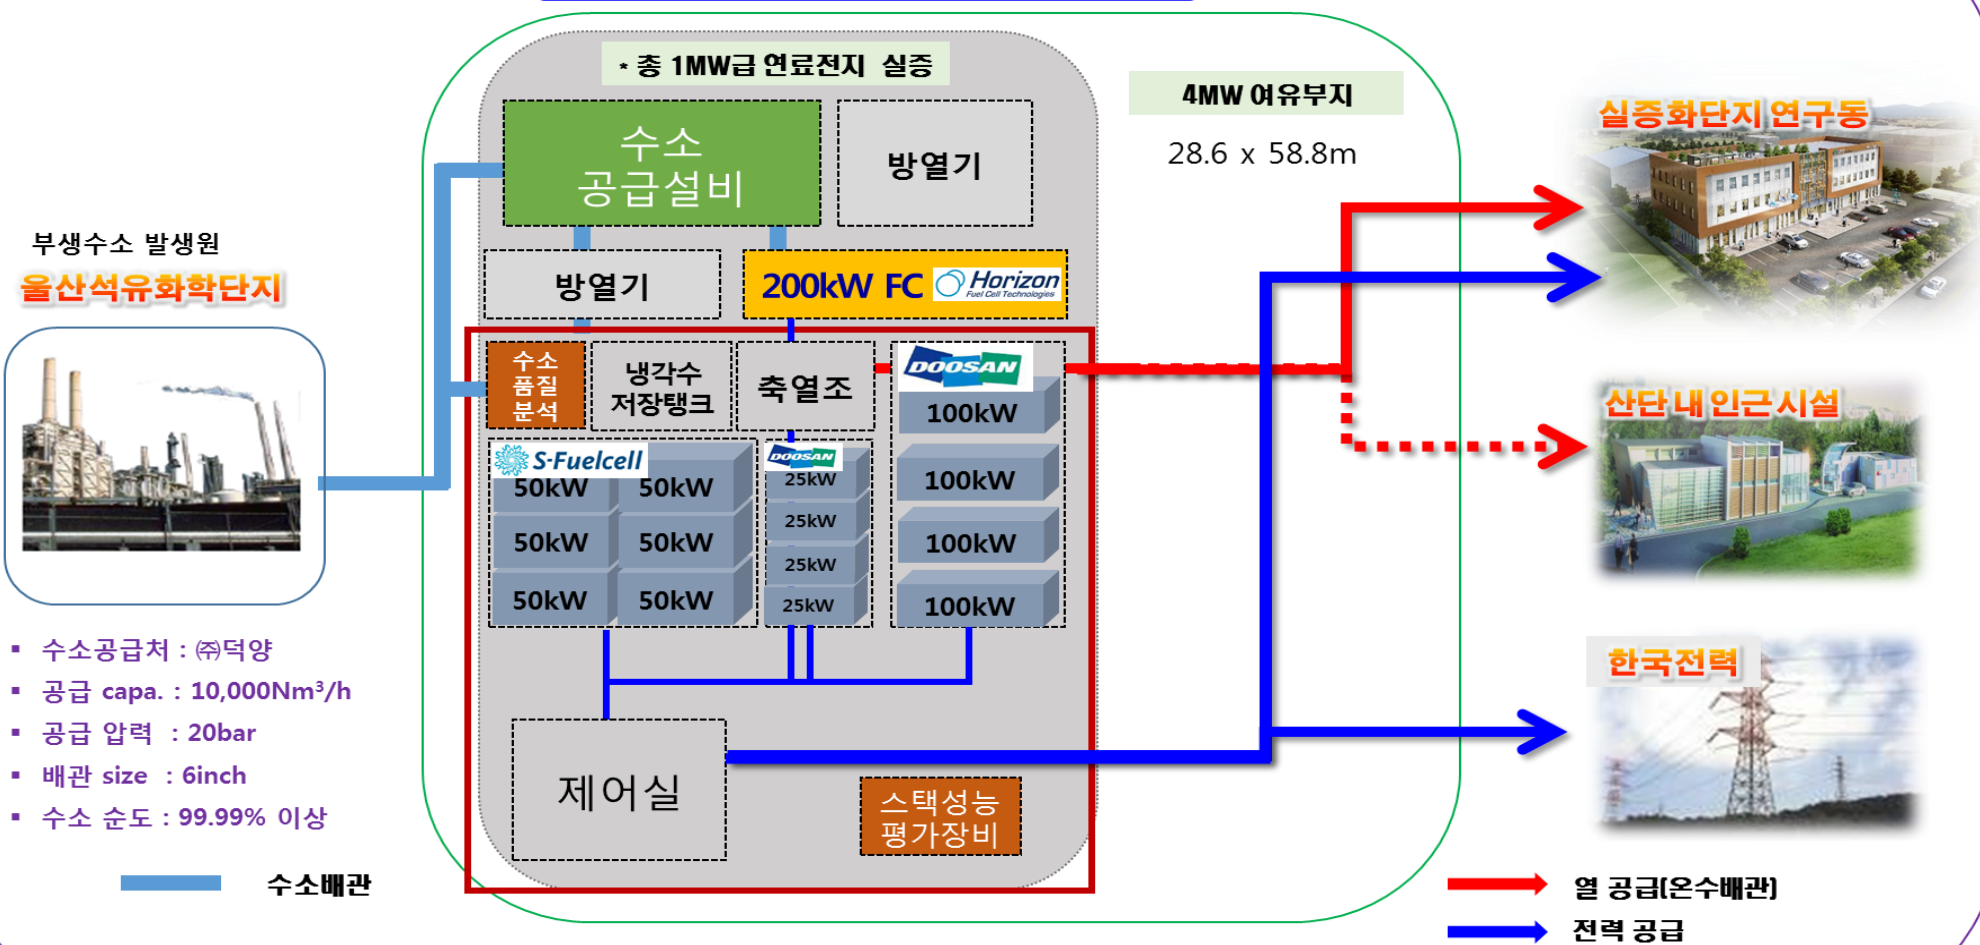 * 총 1MW급 연료전지 실증
4MW 여유부지
28.6 x 58.8m
수소
공급설비
방열기
방열기
200kW FC
Horizon
Fuel Cell Technologies
부생수소 발생원
울산석유화학단지
수소
품질
분석
냉각수
저장탱크
축열조
DOOSAN
100kW
100kW
100kW
100kW
S-Fuelcell
50kW 50kW
50kW 50kW
50kW 50kW
DOOSAN
25kW
25kW
25kW
25kW
제어실
스택성능
평가장비
실증화단지 연구동
산단 내 인근 시설
한국전력
▪ 수소공급처 : ㈜덕양
▪ 공급 capa. : 10,000Nm³/h
▪ 공급 압력 : 20bar
▪ 배관 size : 6inch
▪ 수소 순도 : 99.99% 이상
수소배관
열 공급(온수배관)
전력 공급